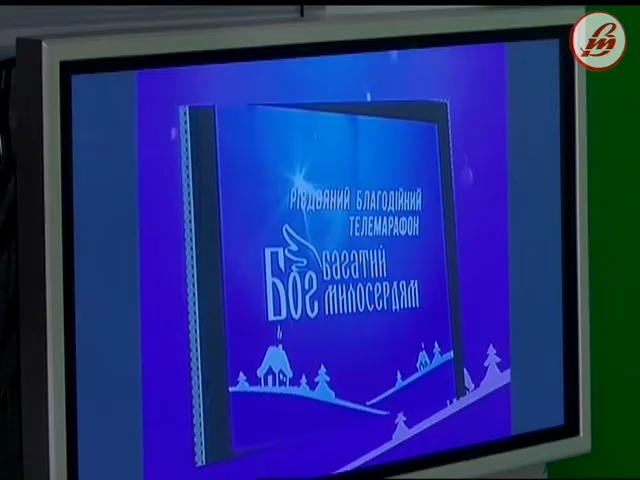 РІЗДВЯНИЙ БЛАГОДІЙНИЙ
ТЕЛЕМАРАФОН
Бог багатий
милосердям